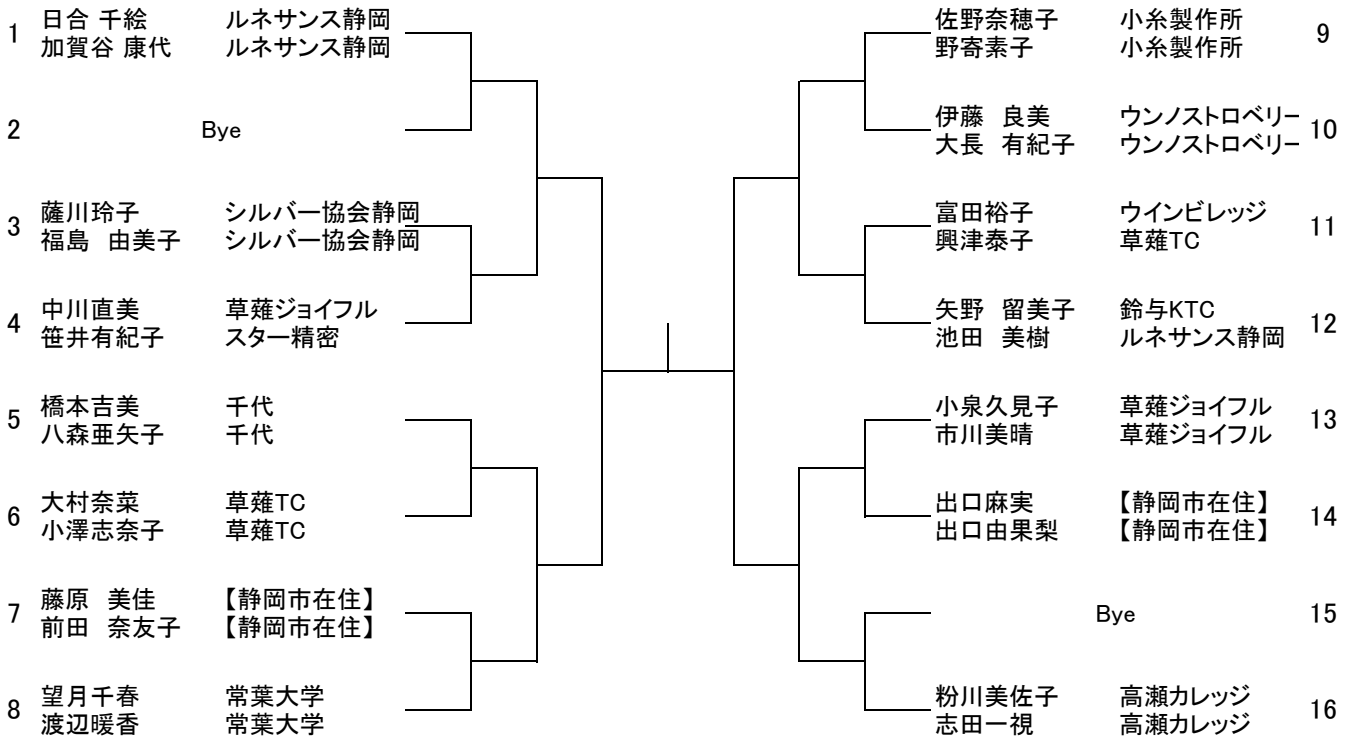 1 日合 千絵 ルネサンス静岡
加賀谷 康代 ルネサンス静岡
2 Bye
3 薩川玲子 シルバー協会静岡
福島 由美子 シルバー協会静岡
4 中川直美 草薙ジョイフル
笹井有紀子 スター精密
5 橋本吉美 千代
八森亜矢子 千代
6 大村奈菜 草薙TC
小澤志奈子 草薙TC
7 藤原 美佳 【静岡市在住】
前田 奈友子 【静岡市在住】
8 望月千春 常葉大学
渡辺暖香 常葉大学
佐野奈穂子 小糸製作所 9
野寄素子 小糸製作所
伊藤 良美 ウンノストロベリー 10
大長 有紀子 ウンノストロベリー
富田裕子 ウインビレッジ 11
興津泰子 草薙TC
矢野 留美子 鈴与KTC 12
池田 美樹 ルネサンス静岡
小泉久見子 草薙ジョイフル 13
市川美晴 草薙ジョイフル
出口麻実 【静岡市在住】 14
出口由果梨 【静岡市在住】
Bye 15
粉川美佐子 高瀬カレッジ 16
志田一視 高瀬カレッジ